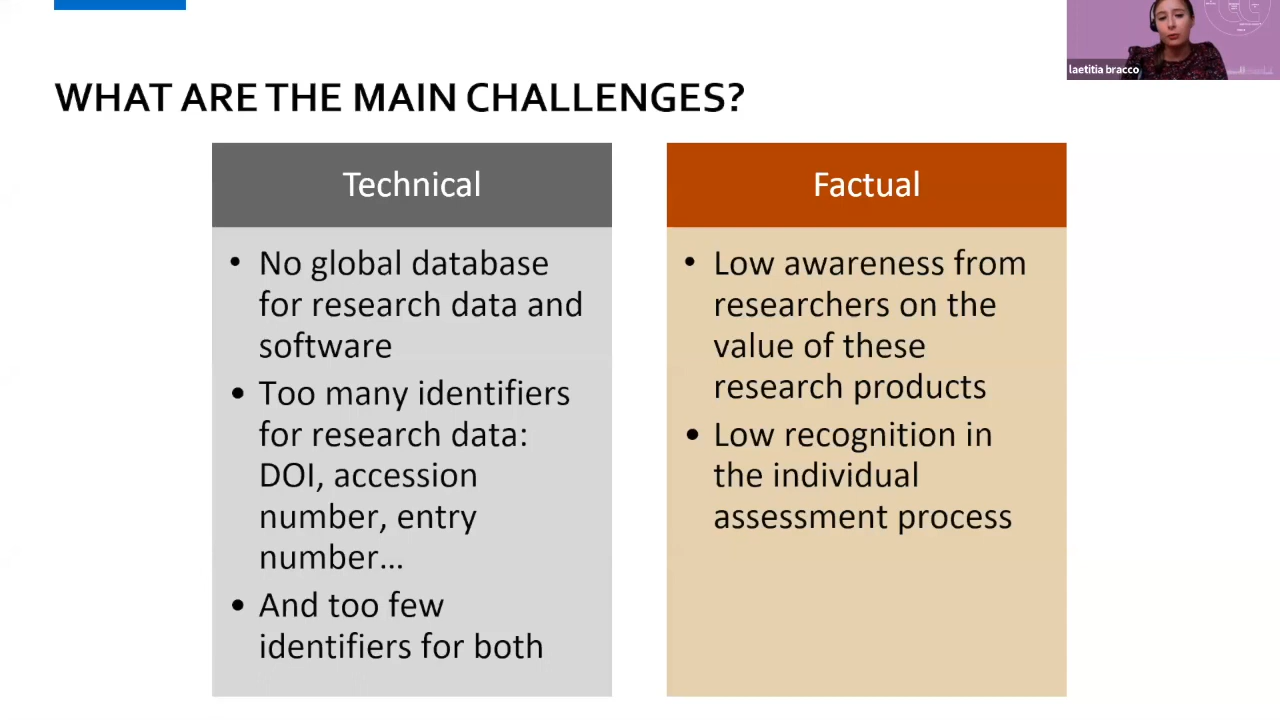 laetitia bracco
WHAT ARE THE MAIN CHALLENGES?
Technical
• No global database
for research data and
software
• Too many identifiers
for research data:
DOI, accession
number, entry
number...
• And too few
identifiers for both
Factual
• Low awareness from
researchers on the
value of these
research products
• Low recognition in
the individual
assessment process